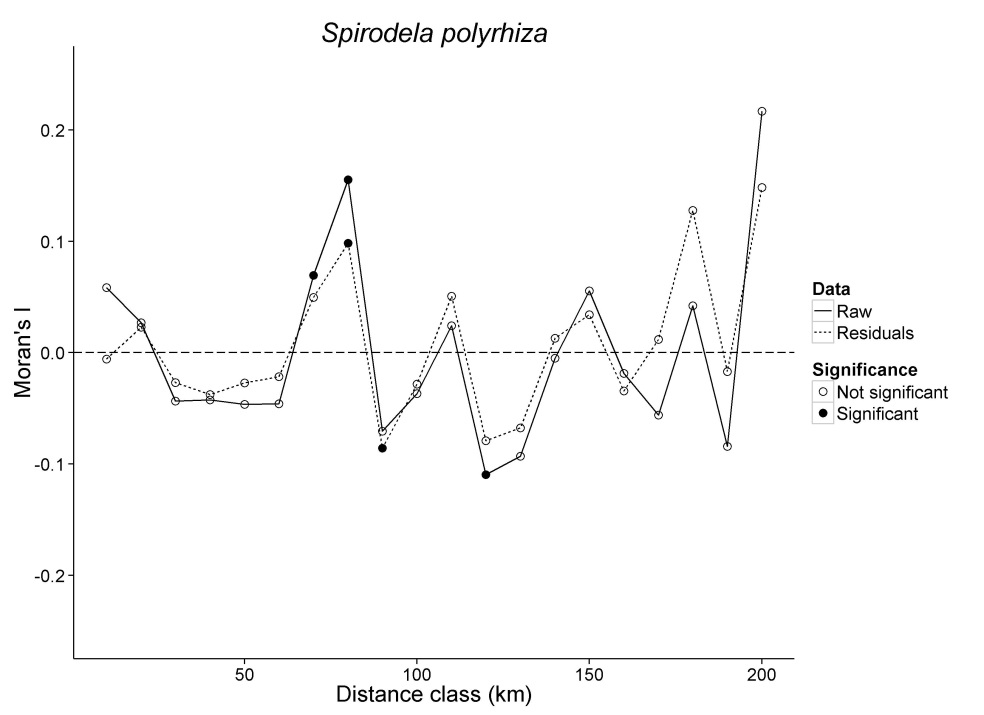 Spirodela polyrhiza
Moran's I
0.2
0.1
0.0
-0.1
-0.2
50
100
150
200
Distance class (km)
Data
Raw
Residuals
Significance
Not significant
Significant